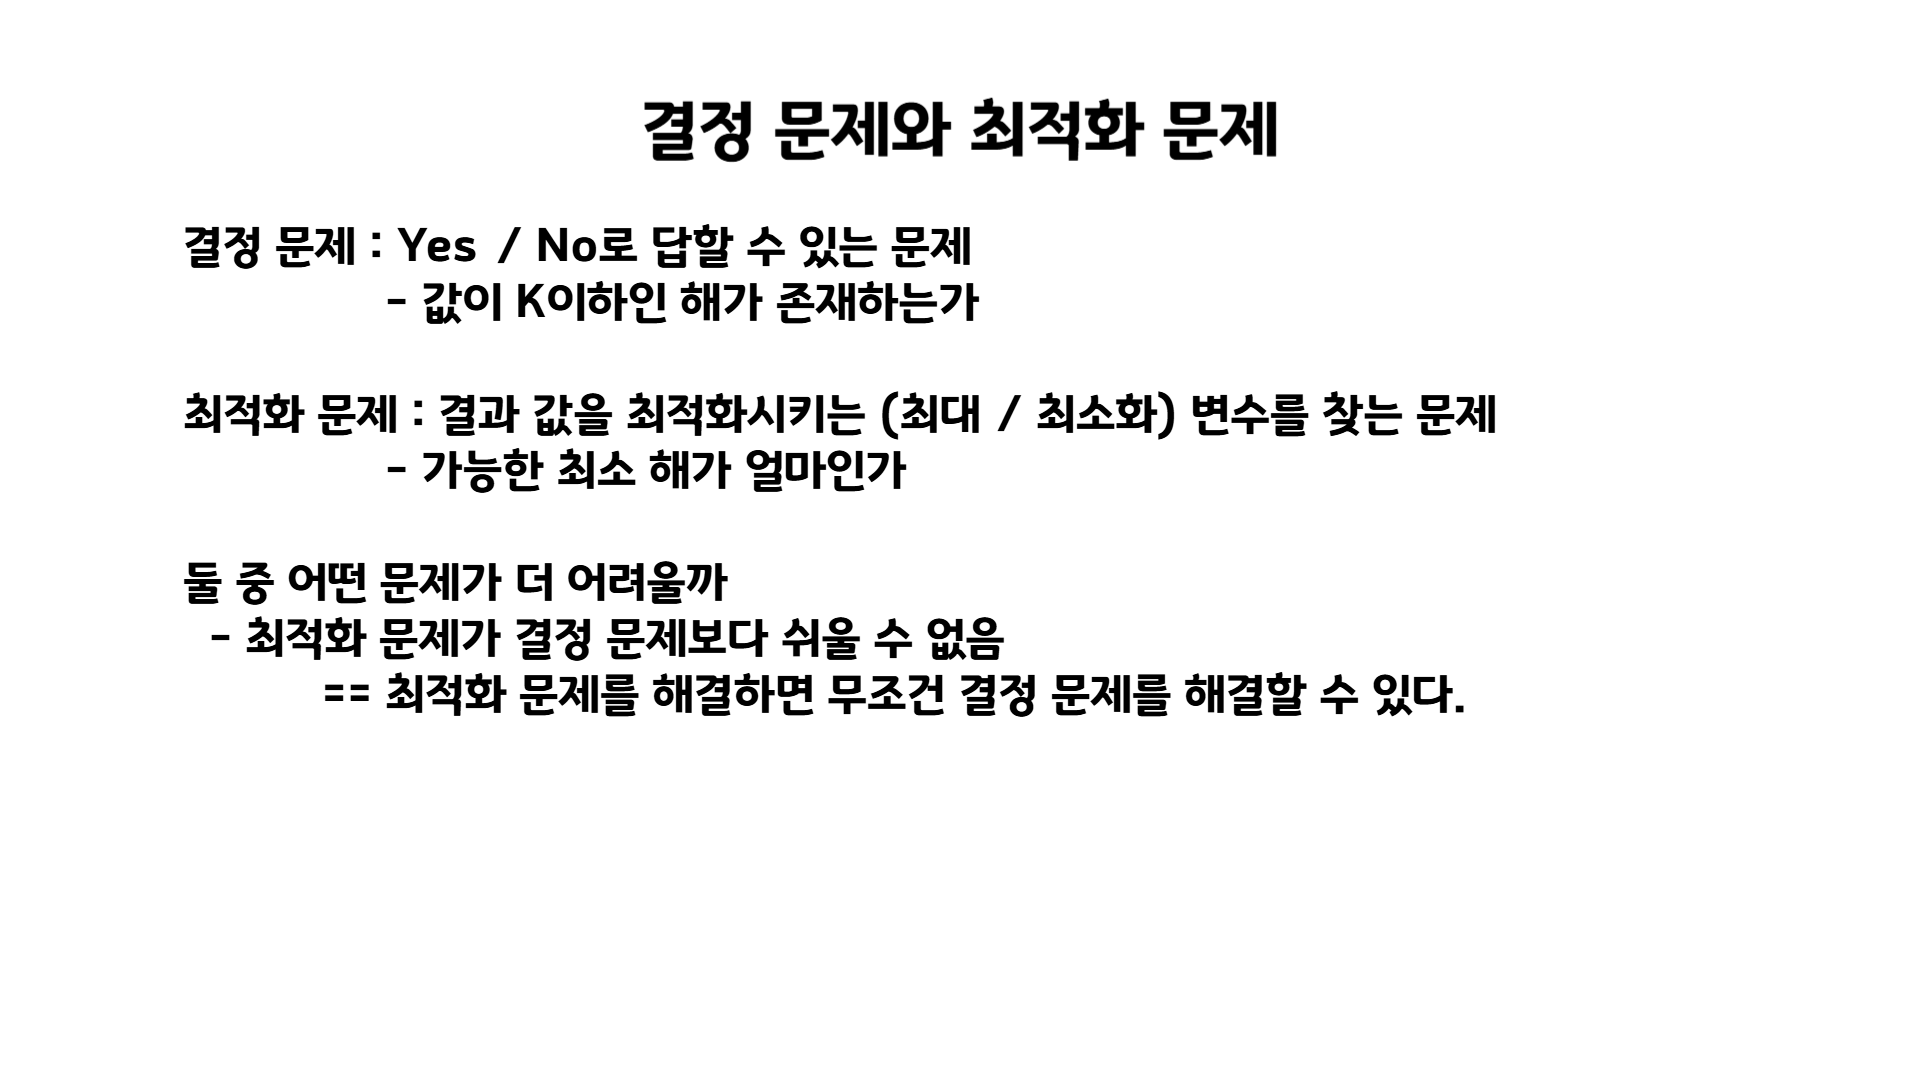 결정 문제와 최적화 문제
결정 문제 : Yes / No로 답할 수 있는 문제
- 값이 K이하인 해가 존재하는가
최적화 문제 : 결과 값을 최적화시키는 (최대 / 최소화) 변수를 찾는 문제
- 가능한 최소 해가 얼마인가
둘 중 어떤 문제가 더 어려울까
- 최적화 문제가 결정 문제보다 쉬울 수 없음
== 최적화 문제를 해결하면 무조건 결정 문제를 해결할 수 있다.